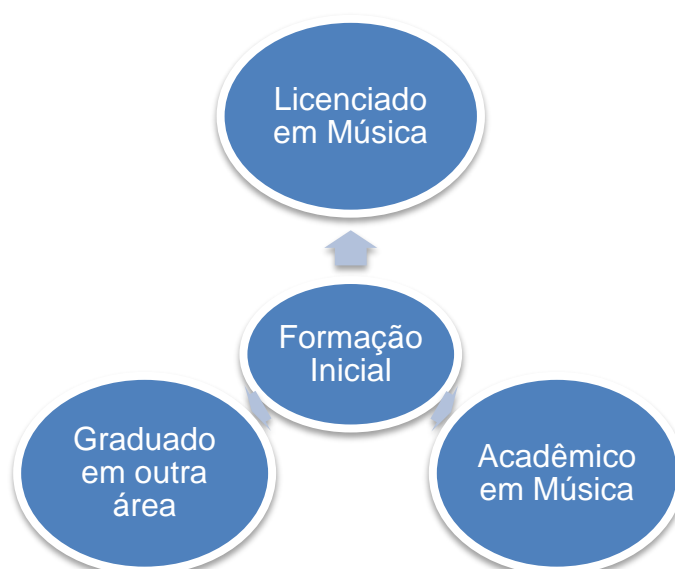 Licenciado
em Música
Formação
Inicial
Graduado
em outra
área
Acadêmico
em Música